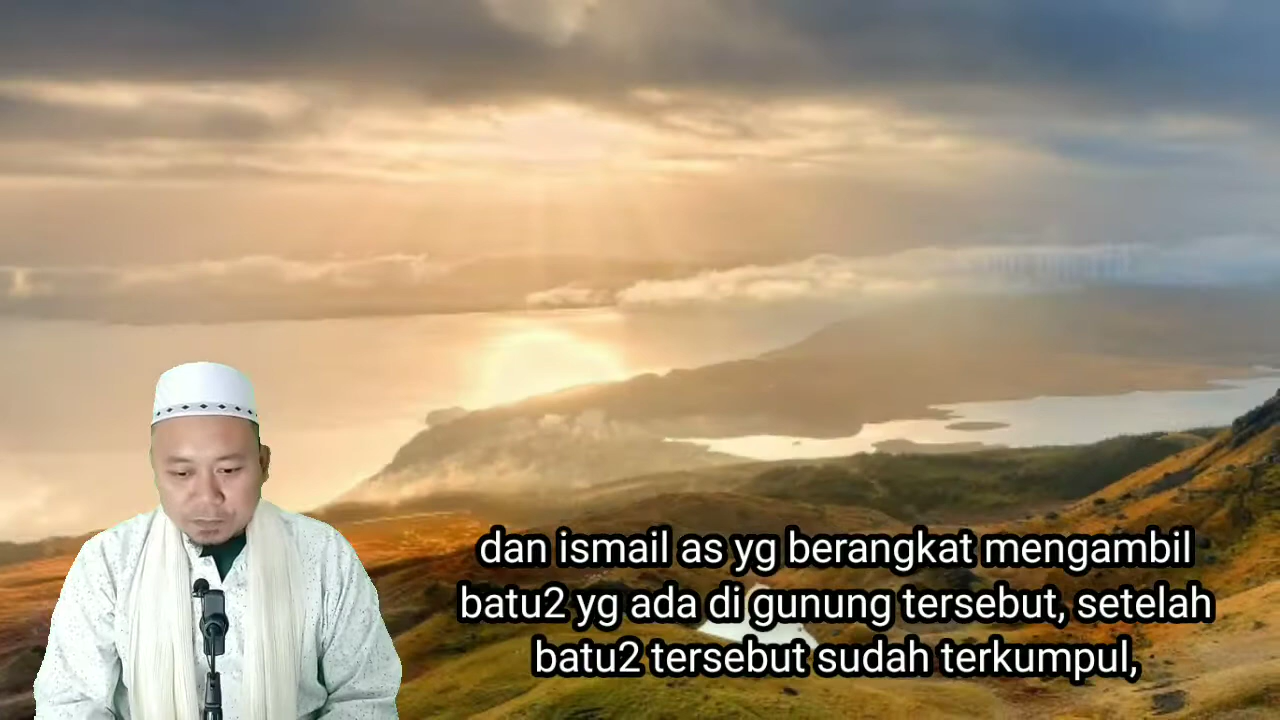 dan ismail as yg berangkat mengambil
batu2 yg ada di gunung tersebut, setelah
batu2 tersebut sudah terkumpul,